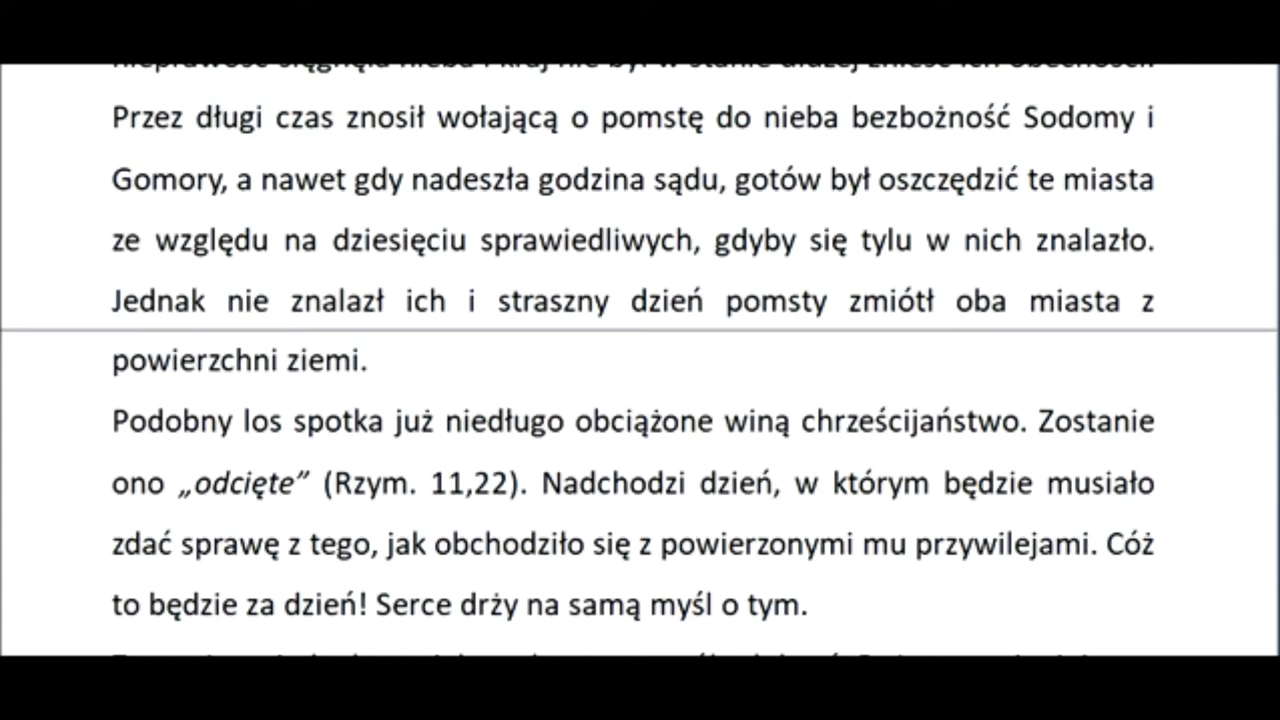 Przez długi czas znosił wołającą o pomstę do nieba bezbożność Sodomy i
Gomory, a nawet gdy nadeszła godzina sądu, gotów był oszczędzić te miasta
ze względu na dziesięciu sprawiedliwych, gdyby się tylu w nich znalazło.
Jednak nie znalazł ich i straszny dzień pomsty zmiótł oba miasta z
powierzchni ziemi.
Podobny los spotka już niedługo obciążone winą chrześcijaństwo. Zostanie
ono „odcięte” (Rzym. 11,22). Nadchodzi dzień, w którym będzie musiało
zdać sprawę z tego, jak obchodziło się z powierzonymi mu przywilejami. Cóż
to będzie za dzień! Serce drży na samą myśl o tym.